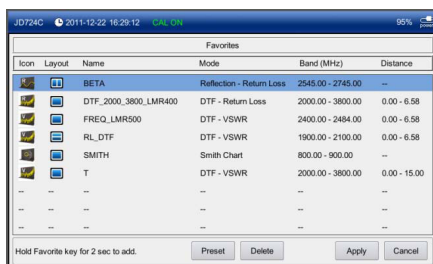 JD724C 2011-12-22 16:29:12 CAL ON 95%
Favorites
Icon Layout Name Mode Band (MHz) Distance
BETA Reflection - Return Loss 2545.00 - 2745.00 --
DTF_2000_3800_LMR400 DTF - Return Loss 2000.00 - 3800.00 0.00 - 6.58
FREQ_LMR500 DTF - VSWR 2400.00 - 2484.00 0.00 - 6.58
RL_DTF DTF - VSWR 1900.00 - 2100.00 0.00 - 6.58
SMITH Smith Chart 800.00 - 900.00 --
T DTF - VSWR 2000.00 - 3800.00 0.00 - 15.00
-- -- -- -- -- --
-- -- -- -- -- --
-- -- -- -- -- --
Hold Favorite key for 2 sec to add. Preset Delete Apply Cancel